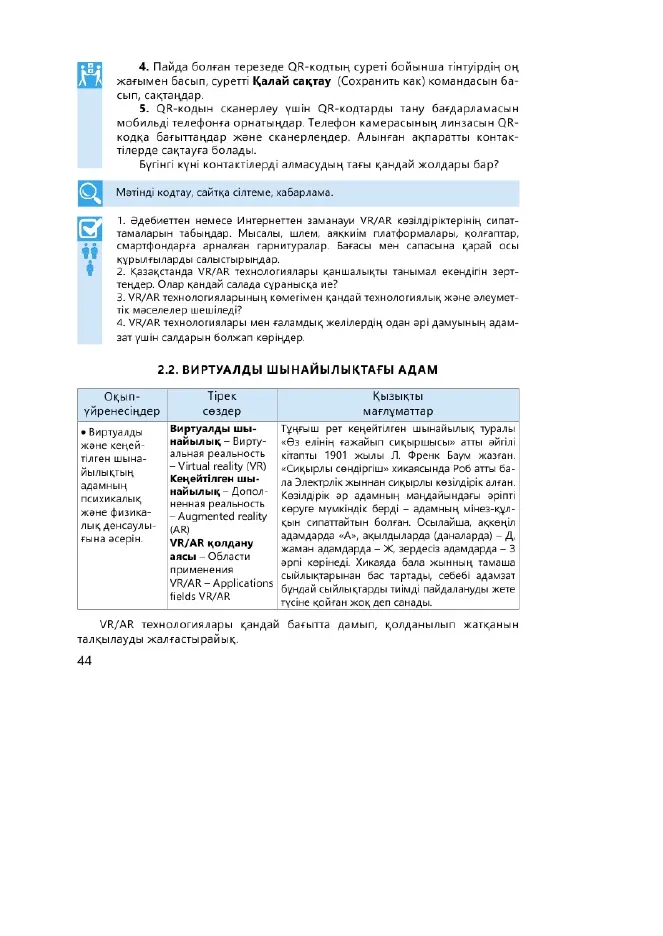 4. Пайда болған терезеде QR-кодтың суреті бойынша тінтуірдің оң
жағымен басып, суретті Қалай сақтау (Сохранить как) командасын ба-
сып, сақтаңдар.
5. QR-кодын сканерлеу үшін QR-кодтарды тану бағдарламасын
мобильді телефонға орнатыңдар. Телефон камерасының линзасын QR-
кодқа бағыттаңдар және сканерлеңдер. Алынған ақпаратты контак-
тілерде сақтауға болады.
Бүгінгі күні контактілерді алмасудың тағы қандай жолдары бар?
Мәтінді кодтау, сайтқа сілтеме, хабарлама.
1. Әдебиеттен немесе Интернеттен заманауи VR/AR көзілдіріктерінің сипат-
тамаларын табыңдар. Мысалы, шлем, аяққиім платформалары, қолғаптар,
смартфондарға арналған гарнитуралар. Бағасы мен сапасына қарай осы
құрылғыларды салыстырыңдар.
2. Қазақстанда VR/AR технологиялары қаншалықты танымал екендігін зерт-
теңдер. Олар қандай салада сұранысқа ие?
3. VR/AR технологияларының көмегімен қандай технологиялық және әлеумет-
тік мәселелер шешіледі?
4. VR/AR технологиялары мен ғаламдық желілердің одан әрі дамуының адам-
зат үшін салдарын болжап көріңдер.
2.2. ВИРТУАЛДЫ ШЫНАЙЫЛЫҚТАҒЫ АДАМ
Оқып-
үйренесіңдер
Тірек
сөздер
Қызықты
мағлұматтар
• Виртуалды
және кеңей-
тілген шына-
йылықтың
адамның
психикалық
және физика-
лық денсаулы-
ғына әсерін.
Виртуалды шы-
найылық – Вирту-
альная реальность
– Virtual reality (VR)
Кеңейтілген шы-
найылық – Допол-
ненная реальность
– Augmented reality
(AR)
VR/AR қолдану
аясы – Области
применения
VR/AR – Applications
fields VR/AR
Тұңғыш рет кеңейтілген шынайылық туралы
«Өз елінің ғажайып сиқыршысы» атты әйгілі
кітапты 1901 жылы Л. Френк Баум жазған.
«Сиқырлы сөндіргіш» хикаясында Роб атты ба-
ла Электрлік жыннан сиқырлы көзілдірік алған.
Көзілдірік әр адамның маңдайындағы әріпті
көруге мүмкіндік берді – адамның мінез-құл-
қын сипаттайтын болған. Осылайша, ақкөңіл
адамдарда «А», ақылдыларда (даналарда) – Д,
жаман адамдарда – Ж, зердесіз адамдарда – З
әрпі көрінеді. Хикаяда бала жынның тамаша
сыйлықтарынан бас тартады, себебі адамзат
бұндай сыйлықтарды тиімді пайдалануды жете
түсіне қойған жоқ деп санады.
VR/AR технологиялары қандай бағытта дамып, қолданылып жатқанын
талқылауды жалғастырайық.
44